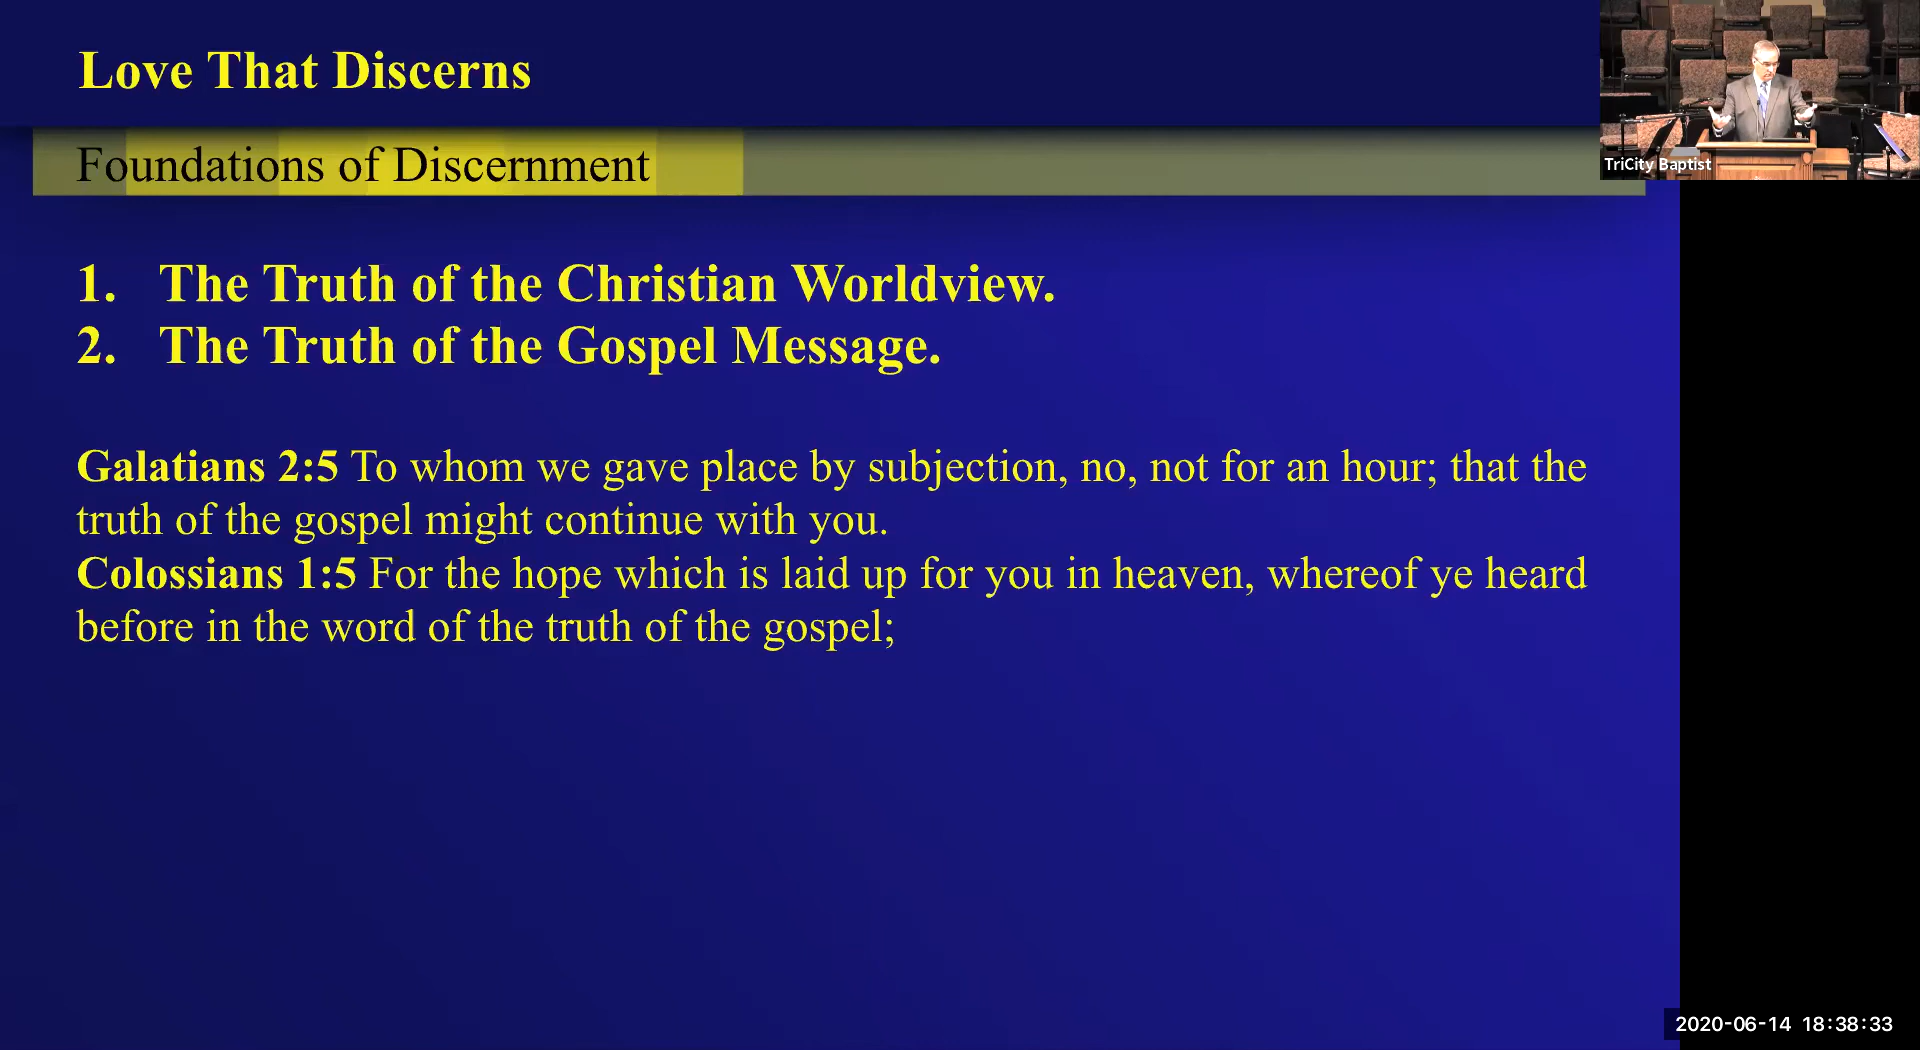 Love That Discerns
TriCity Baptist
Foundations of Discernment
1. The Truth of the Christian Worldview.
2. The Truth of the Gospel Message.
Galatians 2:5 To whom we gave place by subjection, no, not for an hour; that the
truth of the gospel might continue with you.
Colossians 1:5 For the hope which is laid up for you in heaven, whereof ye heard
before in the word of the truth of the gospel;
2020-06-14 18:38:33